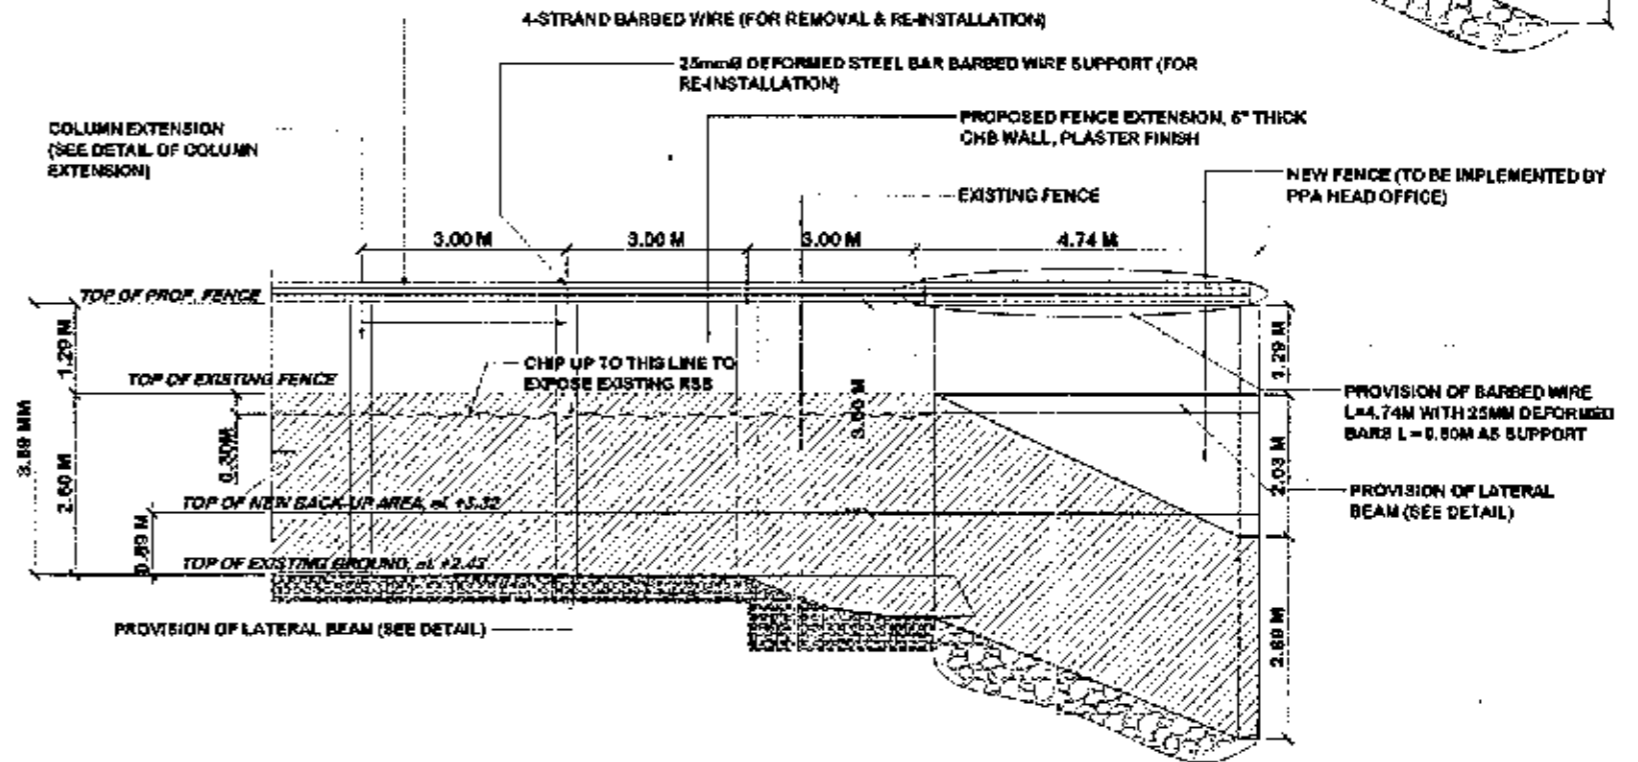 4-STRAND BARBED WIRE (FOR REMOVAL & RE-INSTALLATION)
25mmØ DEFORMED STEEL BAR BARBED WIRE SUPPORT (FOR
RE-INSTALLATION)
COLUMN EXTENSION
(SEE DETAIL OF COLUMN
EXTENSION)
PROPOSED FENCE EXTENSION, 6" THICK
CHB WALL, PLASTER FINISH
NEW FENCE (TO BE IMPLEMENTED BY
PPA HEAD OFFICE)
EXISTING FENCE
3.00 M
3.00 M
3.00 M
4.74 M
TOP OF PROP. FENCE
1.29 M
1.29 M
CHIP UP TO THIS LINE TO
EXPOSE EXISTING RSB
TOP OF EXISTING FENCE
PROVISION OF BARBED WIRE
L=4.74M WITH 25MM DEFORMED
BARS L = 0.60M AS SUPPORT
3.89 MM
2.60 M
0.30M
2.03 M
TOP OF NEW BACK-UP AREA, el. +3.32
PROVISION OF LATERAL
BEAM (SEE DETAIL)
0.89 M
TOP OF EXISTING GROUND, el. +2.43
PROVISION OF LATERAL BEAM (SEE DETAIL)
2.89 M